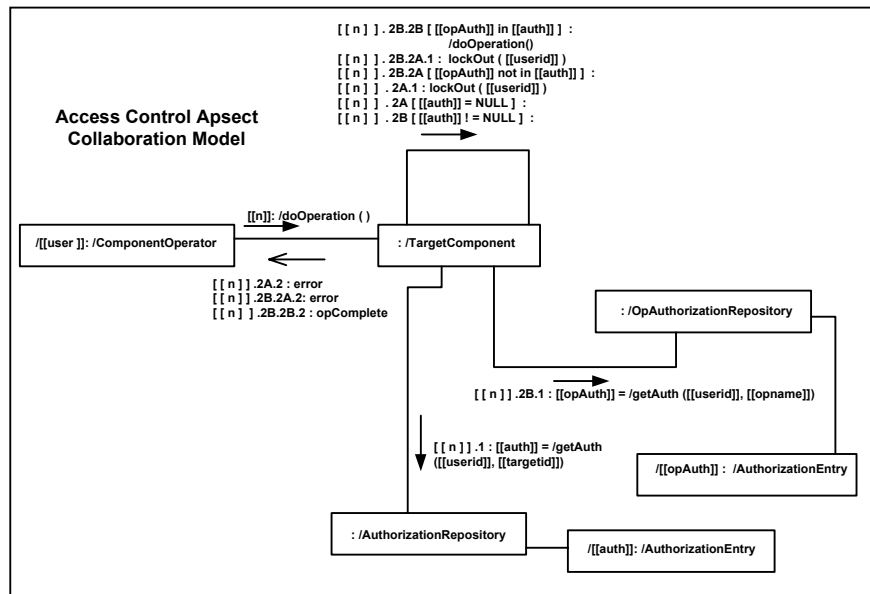 [ [ n ] . 2B.2B [ [[opAuth]] in [[auth]] ] :
/doOperation()
[ [ n ] ]. 2B.2A.1 : lockOut ( [[userid]] )
[ [ n ] ]. 2B.2A [ [[opAuth]] not in [[auth]] ] :
[ [ n ] ] . 2A.1 : lockOut ( [[userid]] )
[ [ n ] ] . 2A [ [[auth]] = NULL ] :
[ [ n ] ] . 2B [ [[auth]] ! = NULL ] :
Access Control Apsect
Collaboration Model
[[n]]: /doOperation ( )
/[[user ]]: /ComponentOperator
: /TargetComponent
[ [ n ] ] .2A.2 : error
[ [ n ] ] .2B.2A.2: error
[ [ n ] ] .2B.2B.2 : opComplete
: /OpAuthorizationRepository
[ [ n ] ] .2B.1 : [[opAuth]] = /getAuth ([[userid]], [[opname]])
[ [ n ] ] .1 : [[auth]] = /getAuth
([[userid]], [[targetid]])
/[[opAuth]] : /AuthorizationEntry
: /AuthorizationRepository
/[[auth]]: /AuthorizationEntry